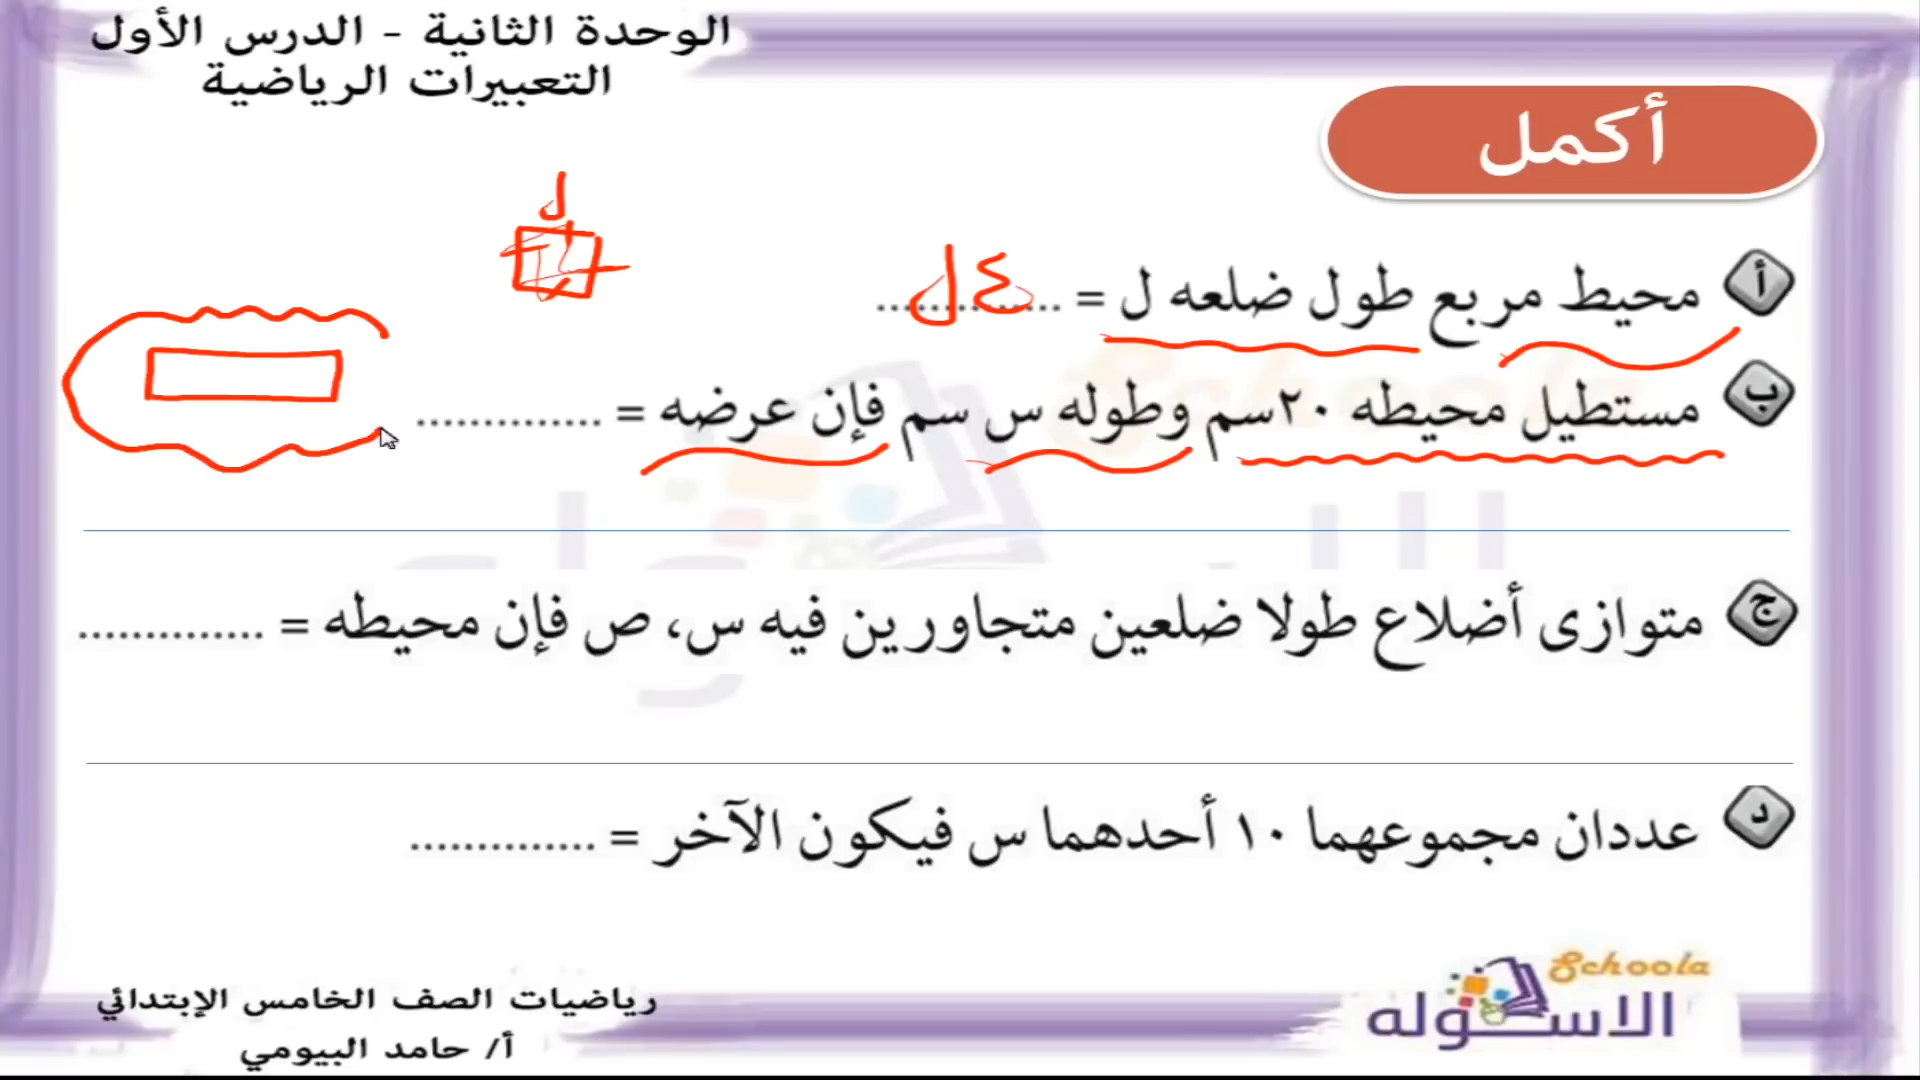 الوحدة الثانية - الدرس الأول
التعبيرات الرياضية
أكمل
ل
أ محيط مربع طول ضلعه ل = ٤ل
ب مستطيل محيطه ٢٠سم وطوله س سم فإن عرضه = ..............
ج متوازى أضلاع طولا ضلعين متجاورين فيه س، ص فإن محيطه = ..............
د عددان مجموعهما ١٠ أحدهما س فيكون الآخر = ..............
رياضيات الصف الخامس الإبتدائي
أ/ حامد البيومي
Schoola
الاسكوله